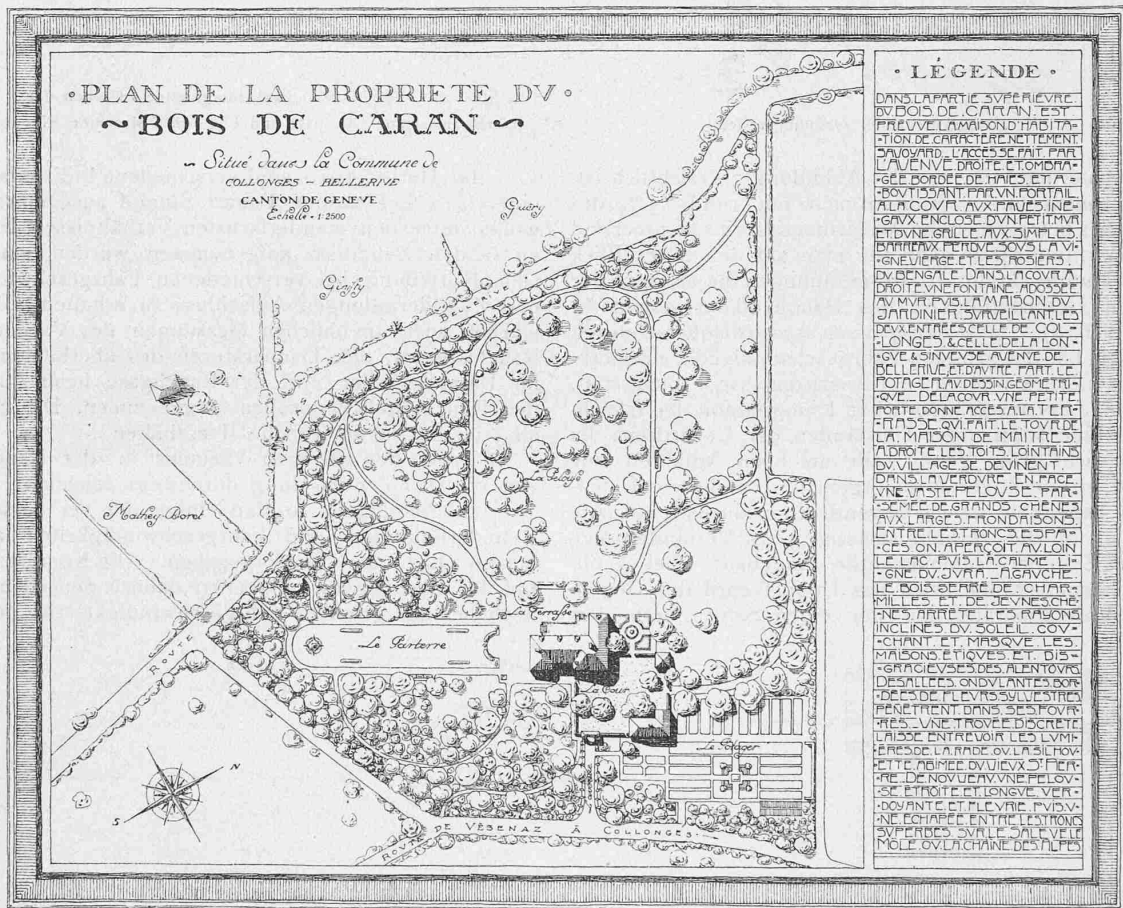 PLAN DE LA PROPRIETE DV
BOIS DE CARAN
Situé dans la Commune de
COLLONGES – BELLERIVE
CANTON DE GENEVE
Echelle - 1:2500
Guéry
La Pelouse
Mathey-Doret
ROUTE DE
La Terrasse
Le Parterre
La Cour
Le Potager
N
S
ROUTE DE VÉSENAZ À COLLONGES
LÉGENDE
DANS LA PARTIE SVPÉRIEVRE
DV BOIS DE CARAN EST
LA MAISON D'HABITA=
=TION DE CARACTÈRE NETTEMENT
SAVOYARD. L'ACCÈS SE FAIT PAR
L'AVENVE DROITE ET OMBRA=
GÉE BORDÉE DE HAIES ET A=
=BOVTISSANT PAR VN PORTAIL
A LA COVR AVX PAVÉS INÉ=
=GAVX ENCLOSE D'VN PETIT MVR
ET D'VNE GRILLE AVX SIMPLES
BARREAVX PERDVE SOVS LA VI=
GNE VIERGE ET LES ROSIERS
DV BENGALE. DANS LA COVR A
DROITE VNE FONTAINE ADOSSÉE
AV MVR, PVIS LA MAISON DV
JARDINIER SVRVEILLANT LES
DEVX ENTRÉES CELLE DE COL=
=LONGES & CELLE DE LA LON=
GVE & SINVEVSE AVENVE DE
BELLERIVE, ET D'AVTRE PART LE
POTAGER AV DESSIN GÉOMÉTRI=
QVE _ DE LA COVR VNE PETITE
PORTE DONNE ACCÈS A LA TER=
=RASSE QVI FAIT LE TOVR DE
LA MAISON DE MAITRES
A DROITE LES TOITS LOINTAINS
DV VILLAGE SE DEVINENT
DANS LA VERDVRE. EN FACE
VNE VASTE PELOVSE PAR=
=SEMÉE DE GRANDS CHÊNES
AVX LARGES FRONDAISONS
ENTRE LES TRONCS ESPA=
CÉS ON APERÇOIT AV LOIN
LE LAC PVIS LA CALME LI=
GNE DV JVRA _ A GAVCHE
LE BOIS SERRÉ DE CHAR=
MILLES ET DE JEVNES CHÊ=
NES ARRÊTE LES RAYONS
INCLINÉS DV SOLEIL COV=
=CHANT ET MASQVE LES
MAISONS ÉTIQVES ET DIS=
=GRACIEVSES DES ALENTOVRS
DES ALLÉES ONDVLANTES BOR=
DÉES DE FLEVRS SYLVESTRES
PÉNÈTRENT DANS SES FOVR=
RÉS _ VNE TROVÉE DISCRÈTE
LAISSE ENTREVOIR LES LVMI=
ÈRES DE LA RADE OV LA SILHOV=
ETTE ABIMÉE DV VIEVX ST PIER=
RE. DE NOVVEAV VNE PELOV=
SE ÉTROITE ET LONGVE VER=
=DOYANTE ET FLEVRIE PVIS V=
NE ECHAPÉE ENTRE LES TRONCS
SVPERBES SVR LE SALÈVE LE
MOLE OV LA CHAINE DES ALPES